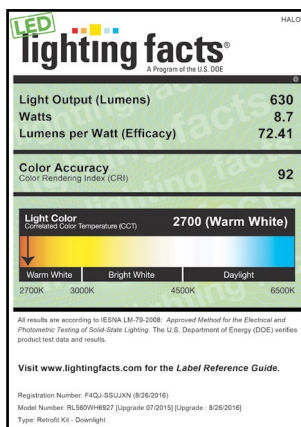 HALO
LED
lighting facts®
A Program of the U.S. DOE
Light Output (Lumens) 630
Watts 8.7
Lumens per Watt (Efficacy) 72.41
Color Accuracy
Color Rendering Index (CRI) 92
Light Color
Correlated Color Temperature (CCT) 2700 (Warm White)
Warm White Bright White Daylight
2700K 3000K 4500K 6500K
All results are according to IESNA LM-79-2008: Approved Method for the Electrical and
Photometric Testing of Solid-State Lighting. The U.S. Department of Energy (DOE) verifies
product test data and results.
Visit www.lightingfacts.com for the Label Reference Guide.
Registration Number: F4QJ-SSUJXN (8/26/2016)
Model Number: RL560WH6927 [Upgrade 07/2015] [Upgrade : 8/26/2016]
Type: Retrofit Kit - Downlight